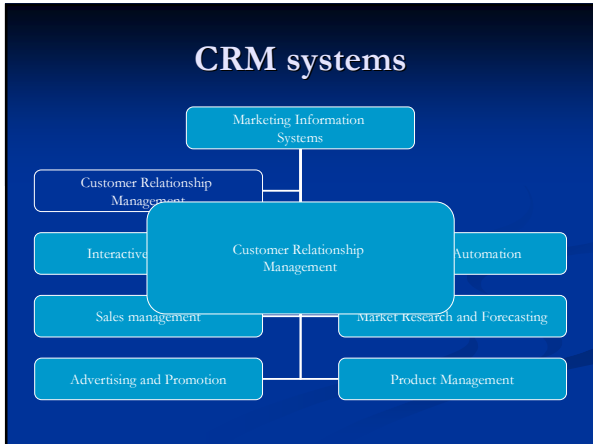 CRM systems
Marketing Information
Systems
Customer Relationship
Management
Interactive
Customer Relationship
Management
Automation
Sales management
Market Research and Forecasting
Advertising and Promotion
Product Management